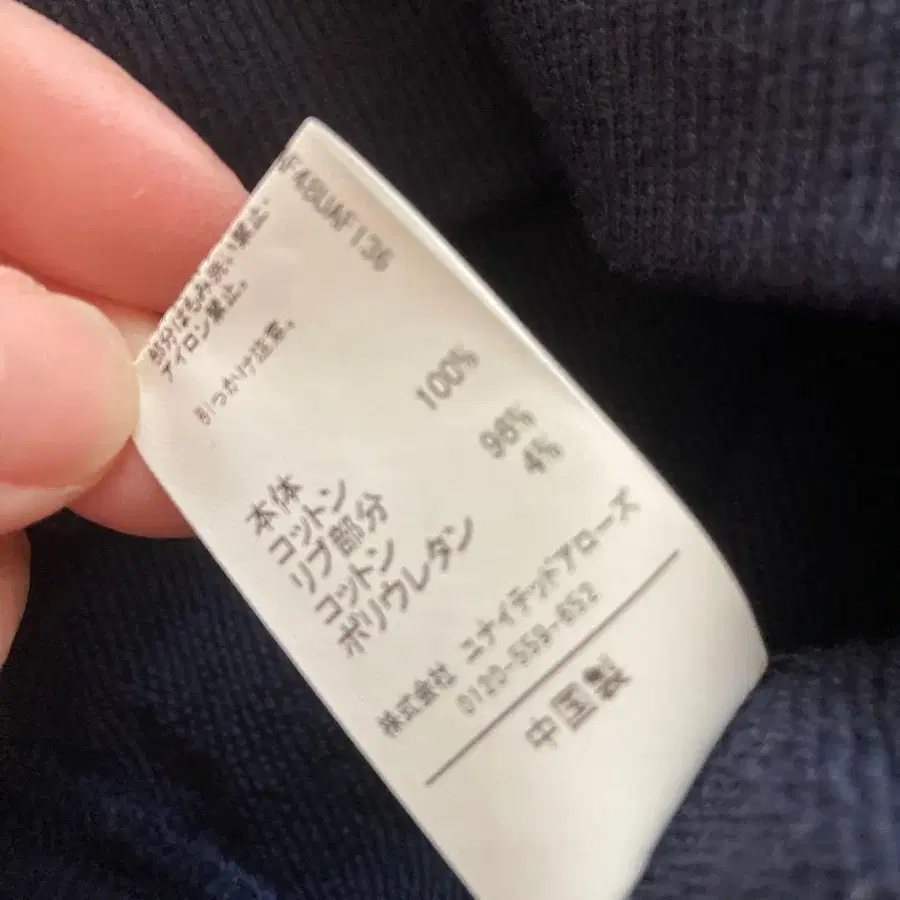 部分はもみ洗い禁止.
アイロン禁止.
引っかけ注意.
本体
コットン 100%
リブ部分
コットン 96%
ポリウレタン 4%
株式会社 ユナイテッドアローズ
0120-559-652
中国製